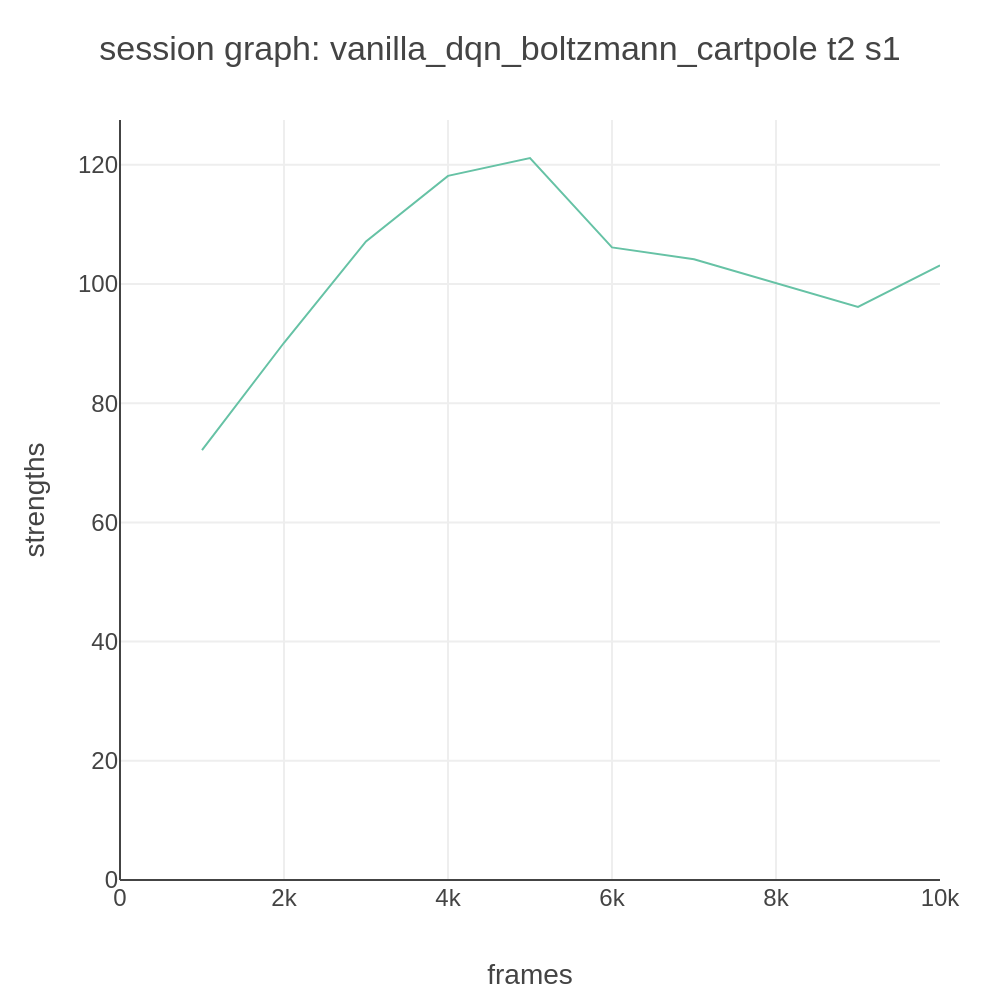 session graph: vanilla_dqn_boltzmann_cartpole t2 s1
120
100
80
60
40
20
0
strengths
0 2k 4k 6k 8k 10k
frames